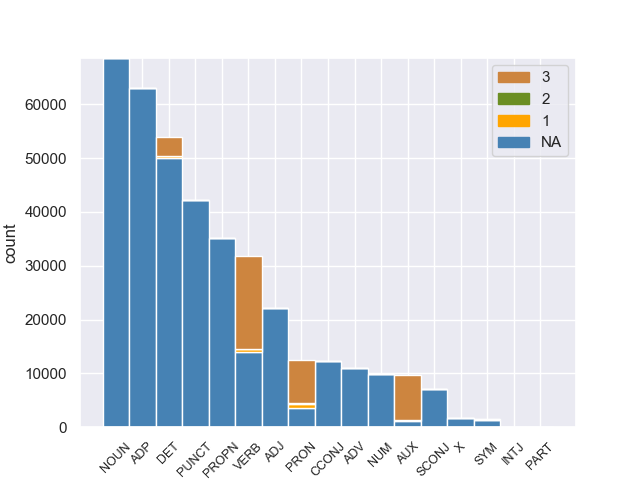 3
2
1
NA
60000
50000
40000
30000
20000
10000
0
count
NOUN
ADP
DET
PUNCT
PROPN
VERB
ADJ
PRON
CCONJ
ADV
NUM
AUX
SCONJ
X
SYM
INTJ
PART